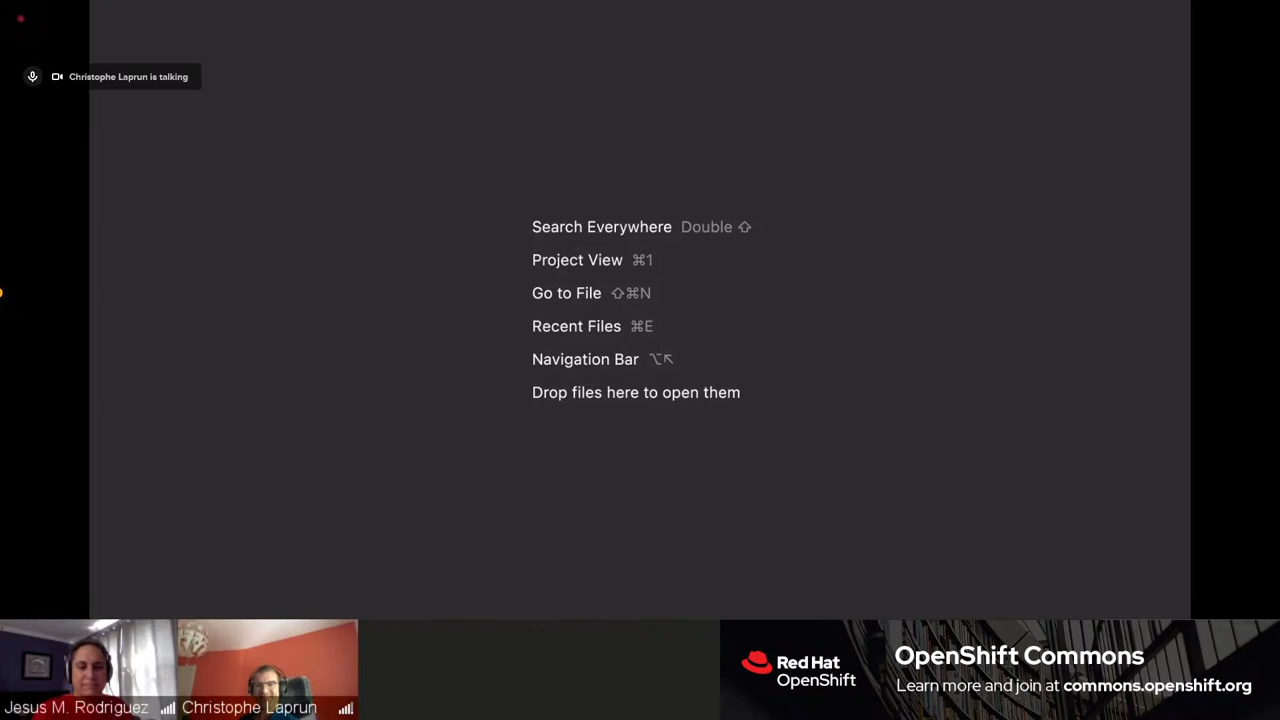 Christophe Laprun is talking
Search Everywhere Double ⇧
Project View ⌘1
Go to File ⇧⌘N
Recent Files ⌘E
Navigation Bar ⌥↖
Drop files here to open them
Jesus M. Rodriguez
Christophe Laprun
Red Hat
OpenShift
OpenShift Commons
Learn more and join at commons.openshift.org